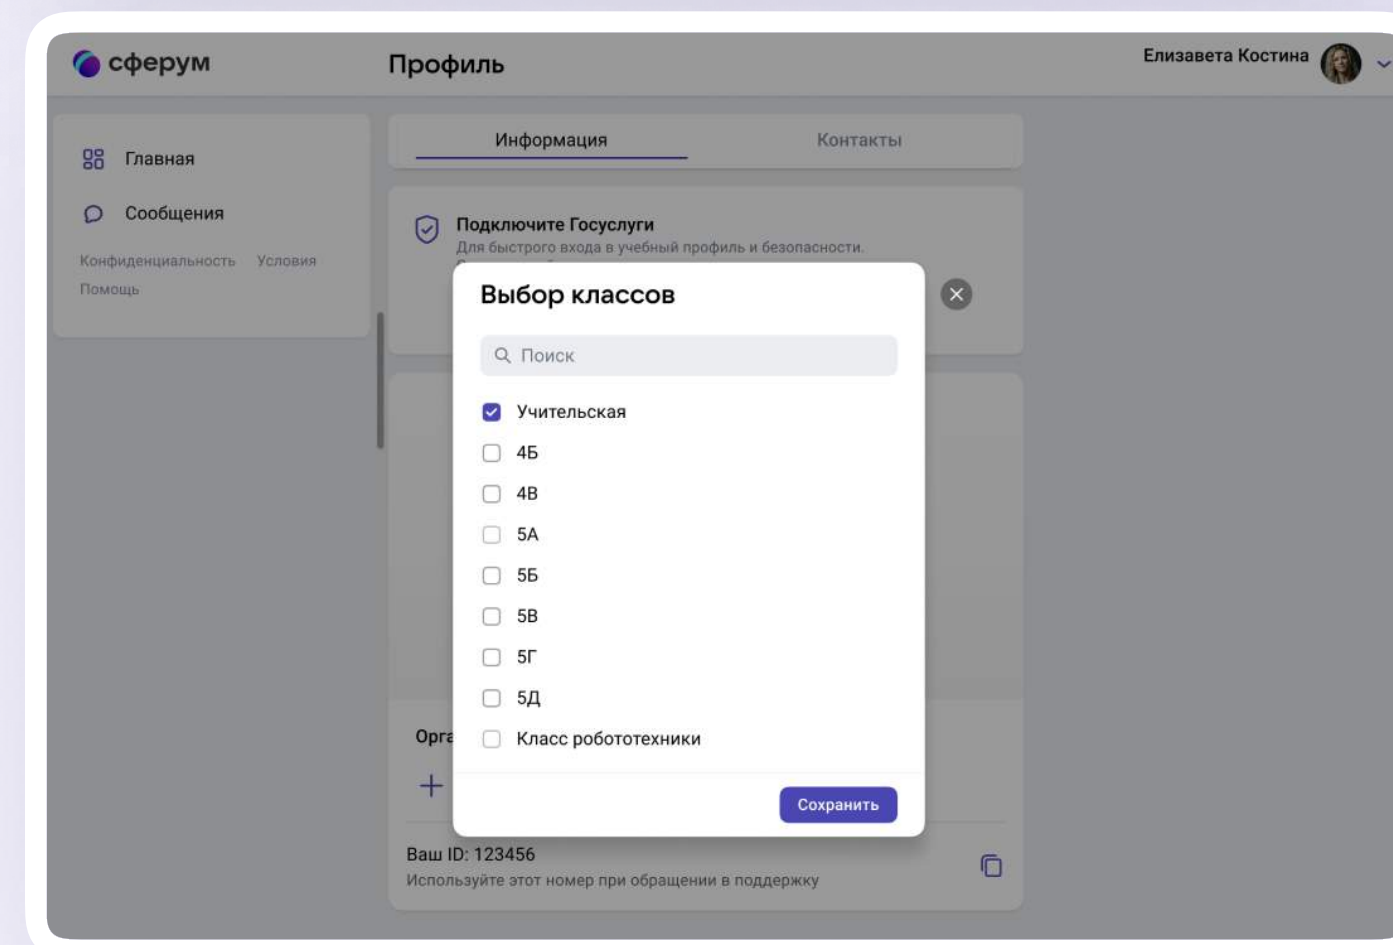 сферум
Профиль
Елизавета Костина
Главная
Сообщения
Конфиденциальность Условия
Помощь
Информация
Контакты
Подключите Госуслуги
Для быстрого входа в учебный профиль и безопасности.
Выбор классов
Поиск
Учительская
4Б
4В
5А
5Б
5В
5Г
5Д
Класс робототехники
Сохранить
Орга
Ваш ID: 123456
Используйте этот номер при обращении в поддержку